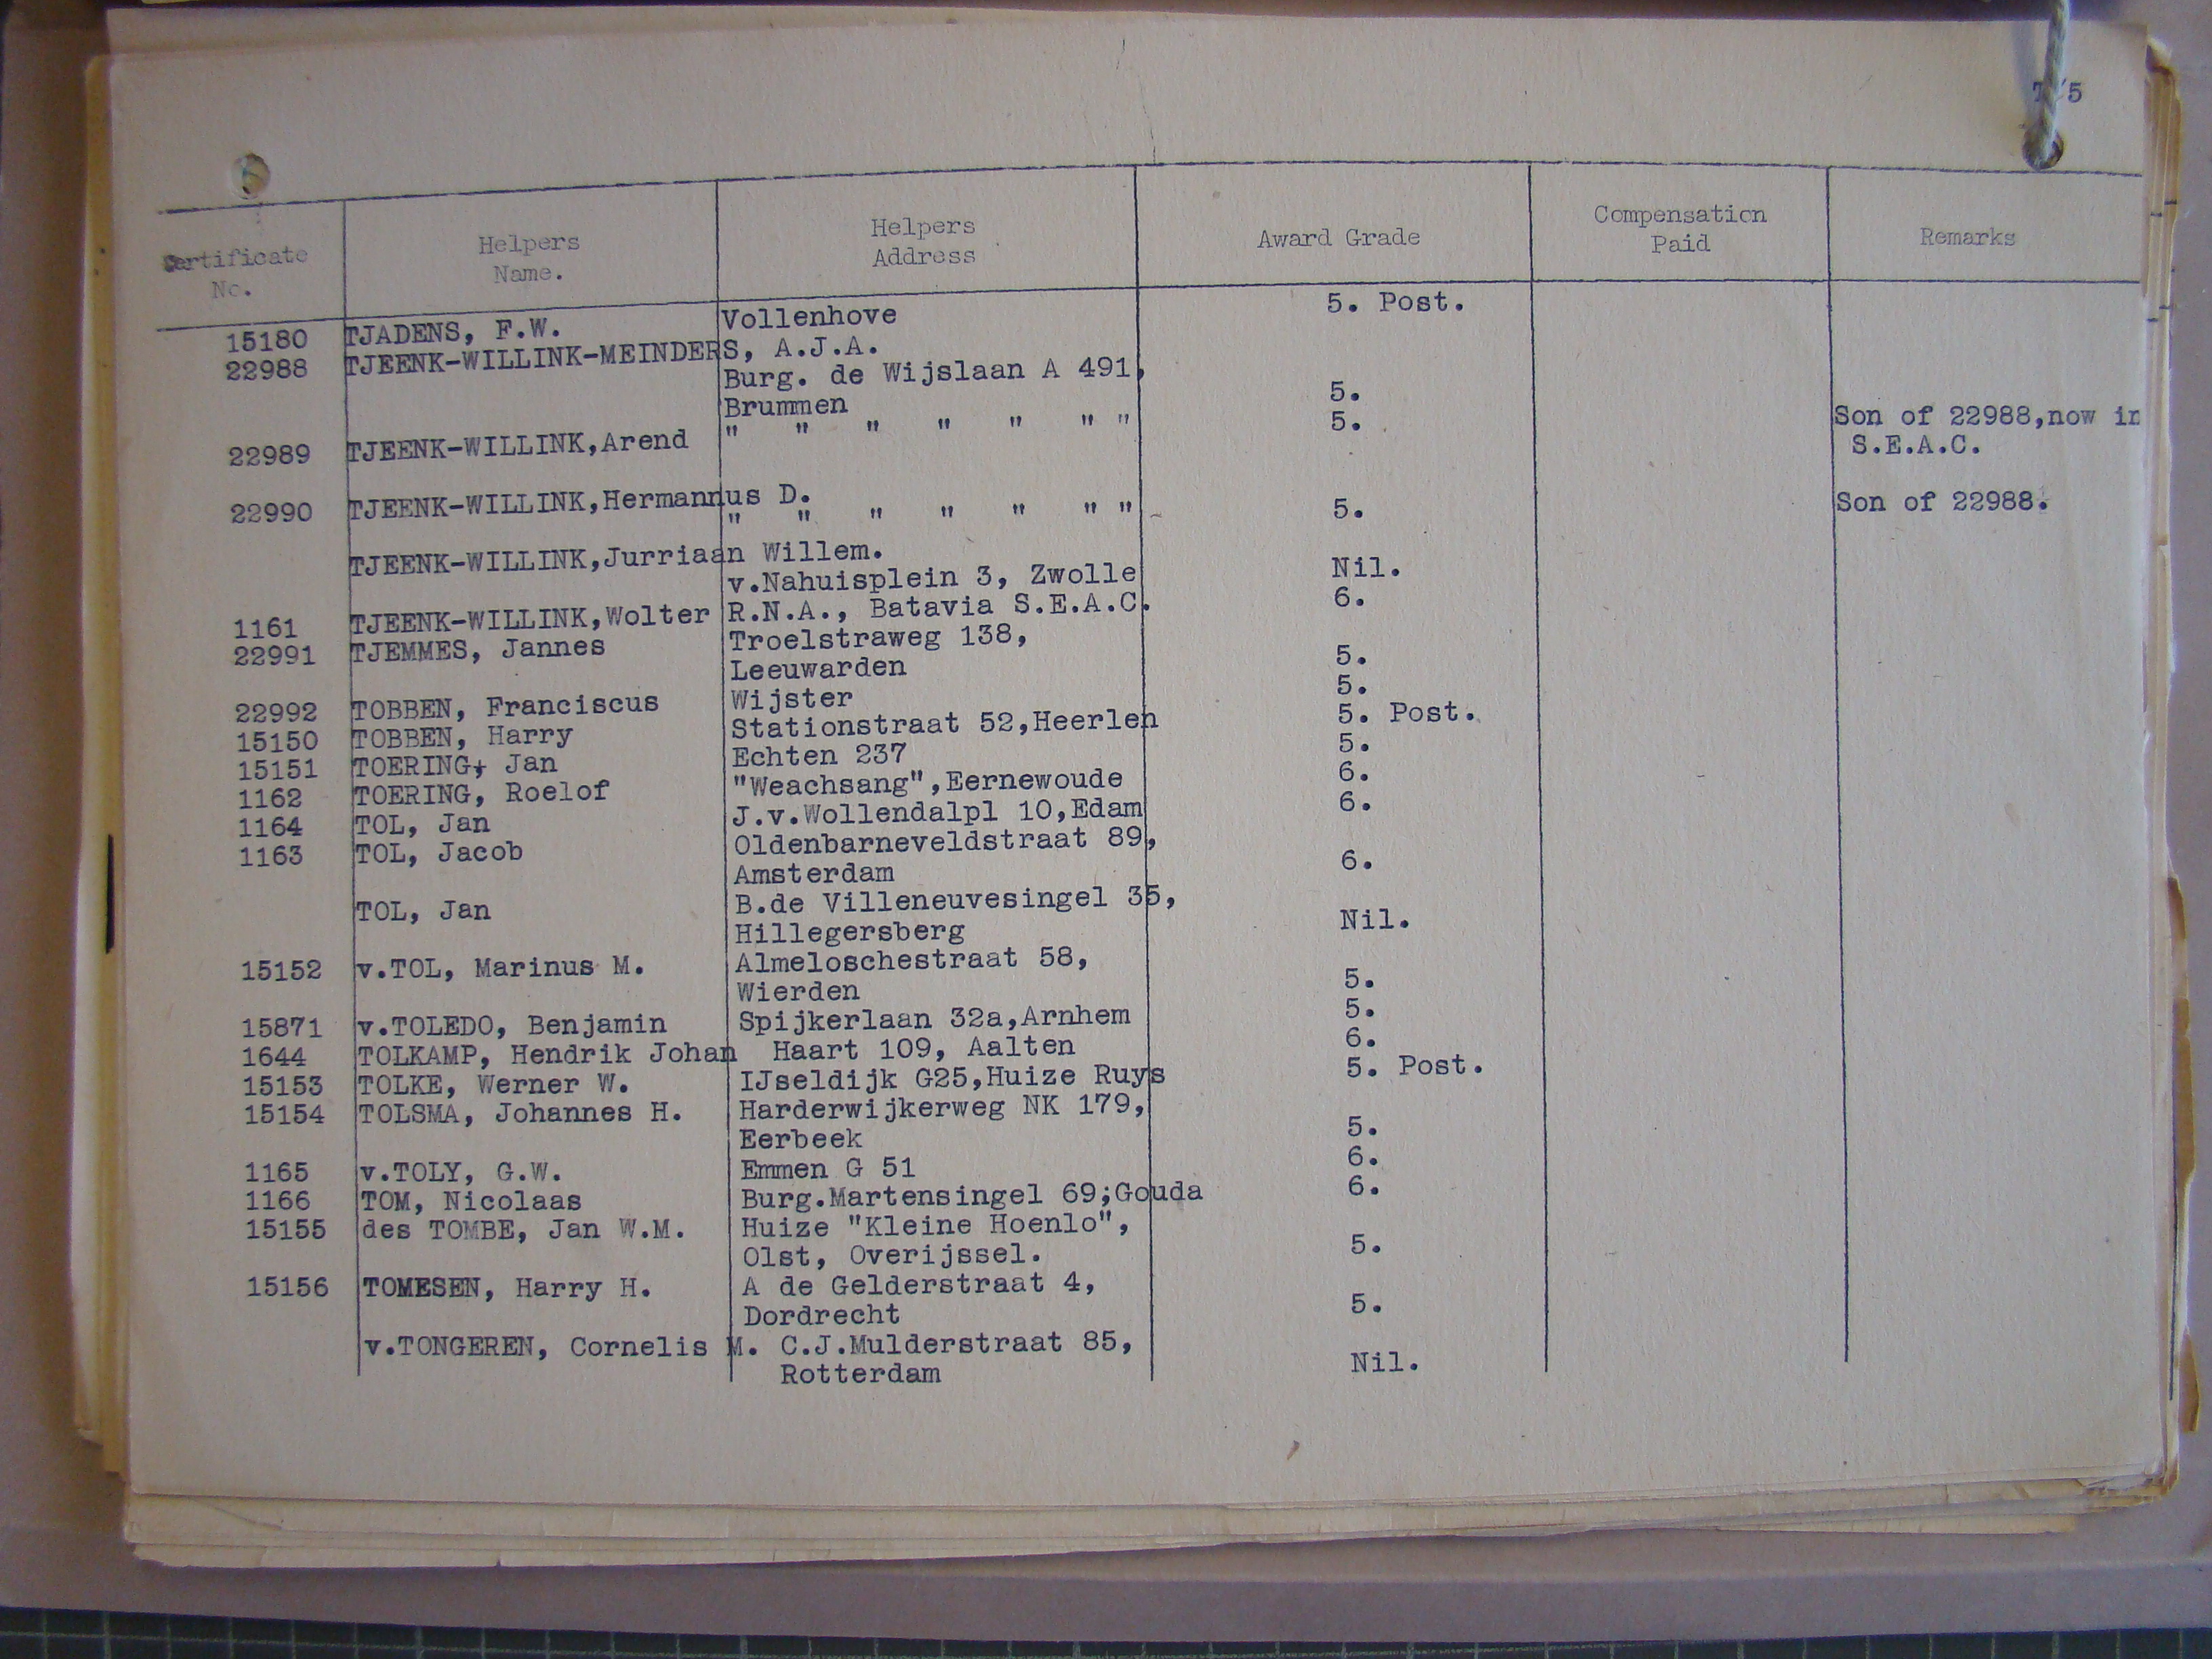 5
Certificate No. Helpers Name. Helpers Address Award Grade Compensation Paid Remarks
15180 TJADENS, F.W. Vollenhove 5. Post.
22988 TJEENK-WILLINK-MEINDERS, A.J.A.
Burg. de Wijslaan A 491,
Brummen 5.
22989 TJEENK-WILLINK,Arend " " " " " " " 5. Son of 22988,now in
S.E.A.C.
22990 TJEENK-WILLINK,Hermannus D.
" " " " " " " 5. Son of 22988.
TJEENK-WILLINK,Jurriaan Willem.
v.Nahuisplein 3, Zwolle Nil.
1161 TJEENK-WILLINK,Wolter R.N.A., Batavia S.E.A.C. 6.
22991 TJEMMES, Jannes Troelstraweg 138,
Leeuwarden 5.
22992 TOBBEN, Franciscus Wijster 5.
15150 TOBBEN, Harry Stationstraat 52,Heerlen 5. Post.
15151 TOERING, Jan Echten 237 5.
1162 TOERING, Roelof "Weachsang",Eernewoude 6.
1164 TOL, Jan J.v.Wollendalpl 10,Edam 6.
1163 TOL, Jacob Oldenbarneveldstraat 89,
Amsterdam 6.
TOL, Jan B.de Villeneuvesingel 35,
Hillegersberg Nil.
15152 v.TOL, Marinus M. Almeloschestraat 58,
Wierden 5.
15871 v.TOLEDO, Benjamin Spijkerlaan 32a,Arnhem 5.
1644 TOLKAMP, Hendrik Johan Haart 109, Aalten 6.
15153 TOLKE, Werner W. IJseldijk G25,Huize Ruys 5. Post.
15154 TOLSMA, Johannes H. Harderwijkerweg NK 179,
Eerbeek 5.
1165 v.TOLY, G.W. Emmen G 51 6.
1166 TOM, Nicolaas Burg.Martensingel 69;Gouda 6.
15155 des TOMBE, Jan W.M. Huize "Kleine Hoenlo",
Olst, Overijssel. 5.
15156 TOMESEN, Harry H. A de Gelderstraat 4,
Dordrecht 5.
v.TONGEREN, Cornelis M. C.J.Mulderstraat 85,
Rotterdam Nil.